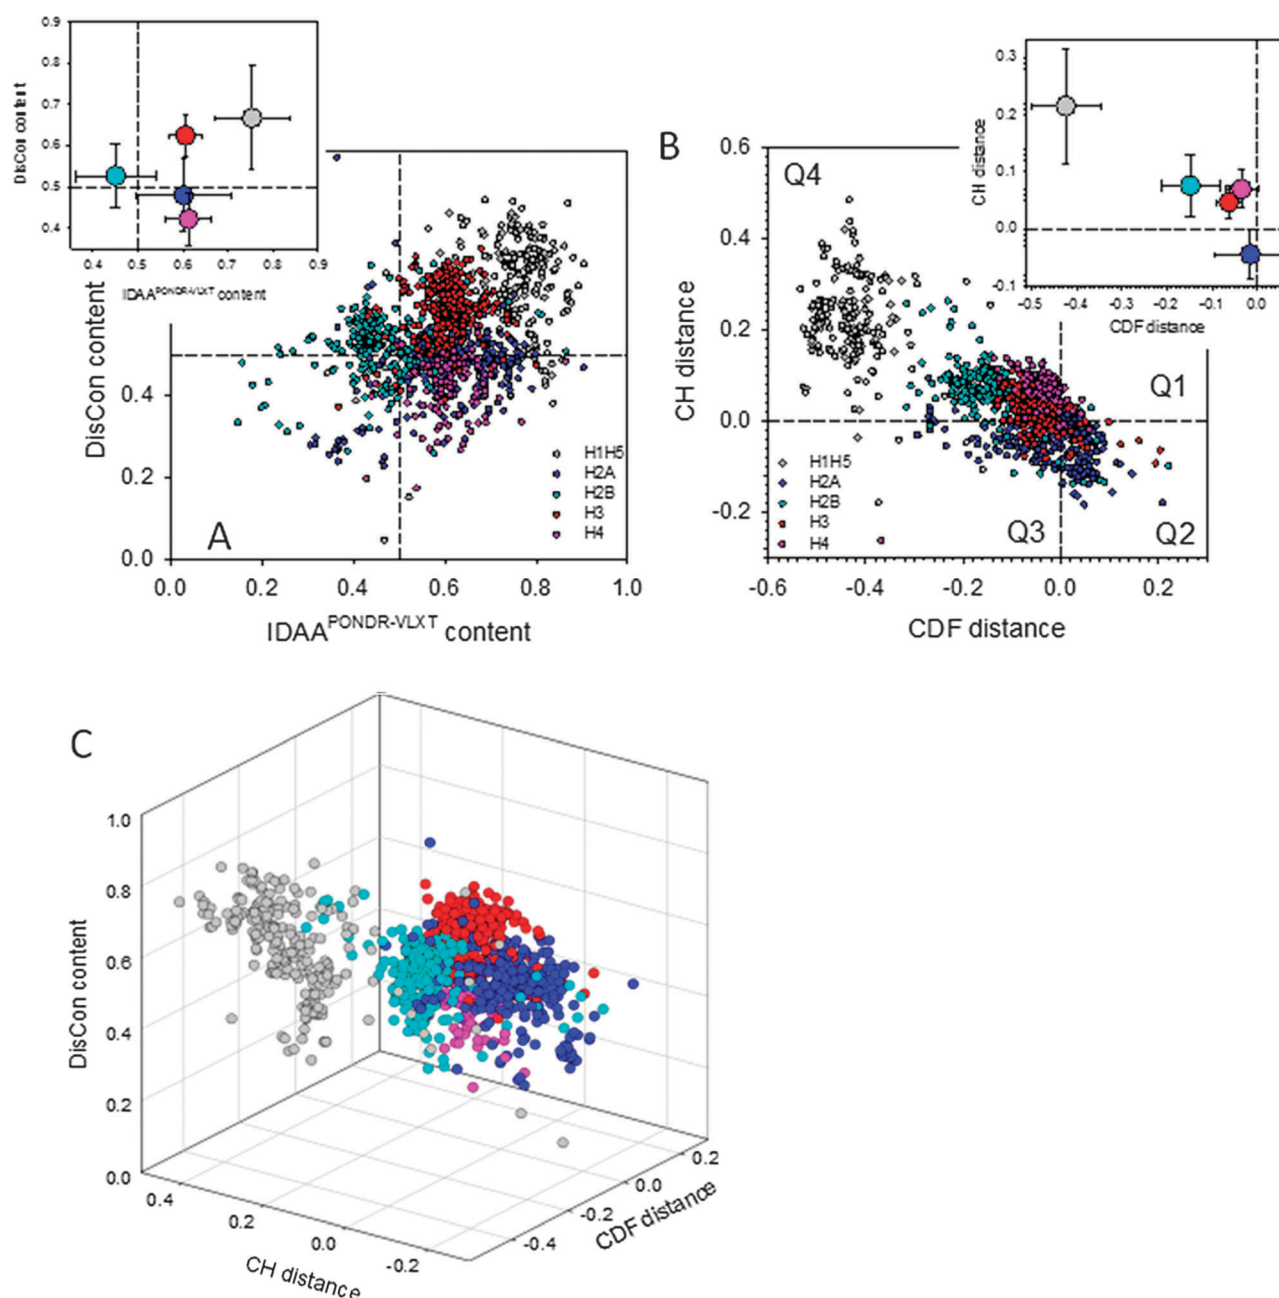 0.9
0.8
0.7
0.6
0.5
0.4
DisCon content
0.4 0.6 0.7 0.8 0.9
IDAA^PONDR-VLXT content
DisCon content
0.4
0.2
0.0
0.0 0.2 0.4 0.6 0.8 1.0
IDAA^PONDR-VLXT content
A
H1H5
H2A
H2B
H3
H4
B
0.6
0.4
0.2
0.0
-0.2
CH distance
-0.6 -0.4 -0.2 0.0 0.2
CDF distance
Q4
Q1
Q3
Q2
H1H5
H2A
H2B
H3
H4
0.3
0.2
0.1
0.0
-0.1
CH distance
-0.5 -0.4 -0.3 -0.2 -0.1 0.0
CDF distance
C
1.0
0.8
0.6
0.4
0.2
0.0
DisCon content
0.4
0.2
0.0
-0.2
CH distance
-0.4
-0.2
0.0
0.2
CDF distance